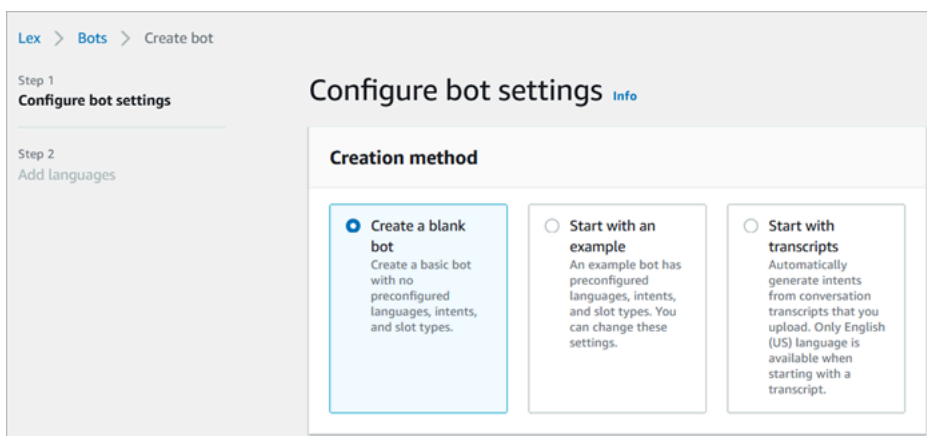 Lex > Bots > Create bot
Step 1
Configure bot settings
Step 2
Add languages
Configure bot settings Info
Creation method
Create a blank
bot
Create a basic bot
with no
preconfigured
languages, intents,
and slot types.
Start with an
example
An example bot has
preconfigured
languages, intents,
and slot types. You
can change these
settings.
Start with
transcripts
Automatically
generate intents
from conversation
transcripts that you
upload. Only English
(US) language is
available when
starting with a
transcript.